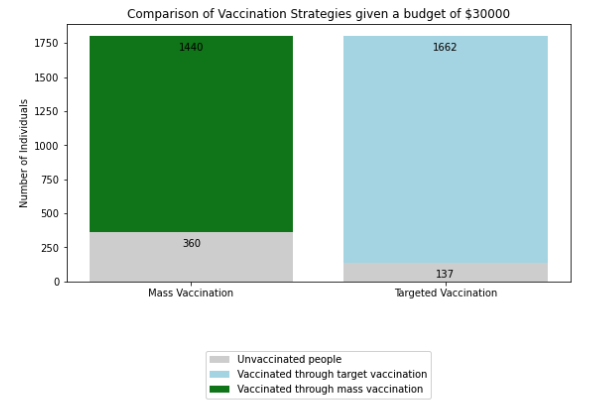 Comparison of Vaccination Strategies given a budget of $30000
Number of Individuals
1750
1500
1250
1000
750
500
250
0
1440
360
1662
137
Mass Vaccination
Targeted Vaccination
Unvaccinated people
Vaccinated through target vaccination
Vaccinated through mass vaccination